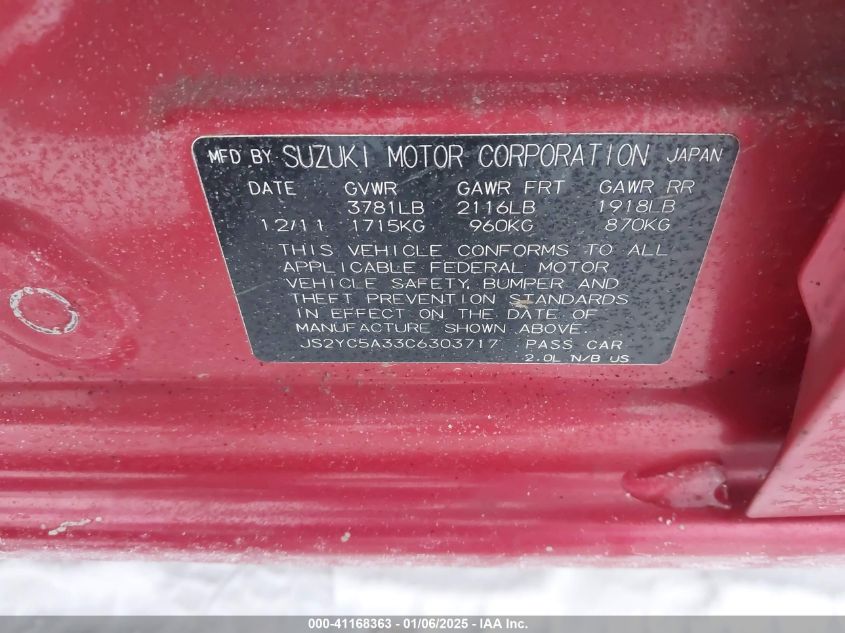 MFD BY SUZUKI MOTOR CORPORATION JAPAN
DATE GVWR GAWR FRT GAWR RR
3781LB 2116LB 1918LB
12/11 1715KG 960KG 870KG
THIS VEHICLE CONFORMS TO ALL
APPLICABLE FEDERAL MOTOR
VEHICLE SAFETY, BUMPER AND
THEFT PREVENTION STANDARDS
IN EFFECT ON THE DATE OF
MANUFACTURE SHOWN ABOVE.
JS2YC5A33C6303717 PASS CAR
2.0L N/B US
000-41168363 | 01/06/2025 - IAA Inc.